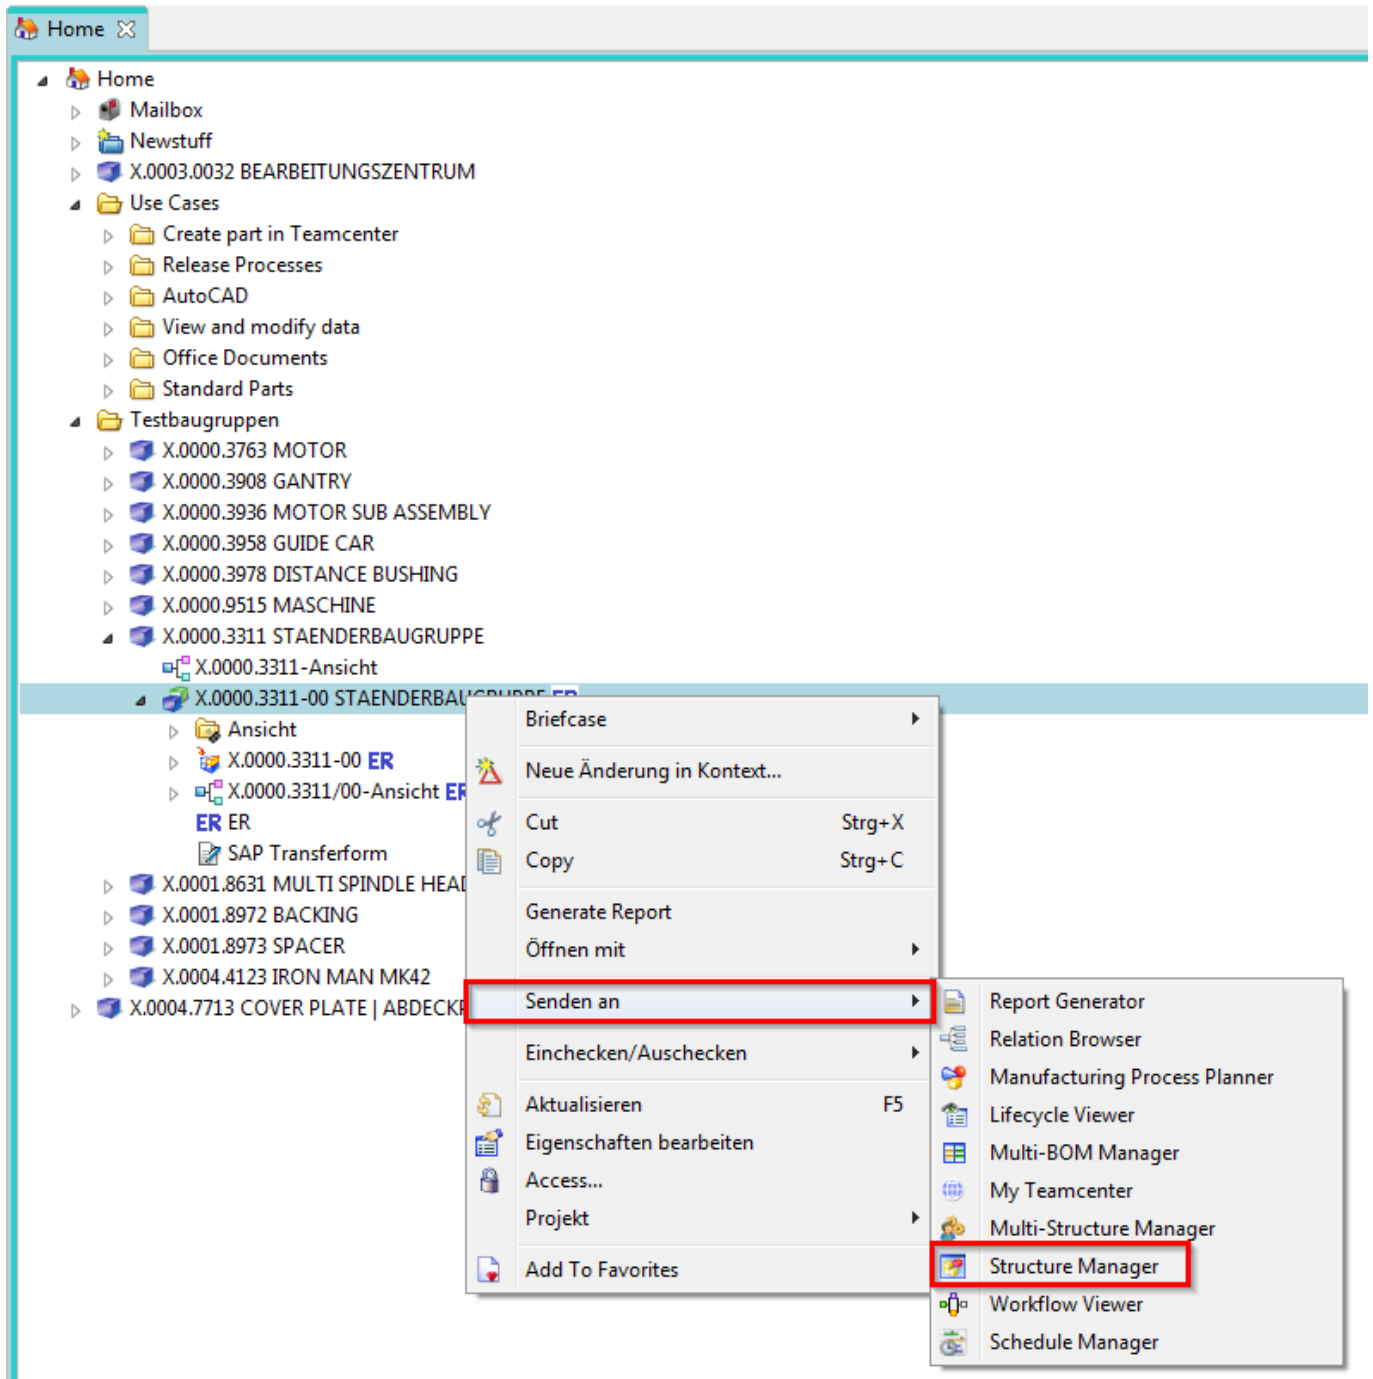 Home
Home
Mailbox
Newstuff
X.0003.0032 BEARBEITUNGSZENTRUM
Use Cases
Create part in Teamcenter
Release Processes
AutoCAD
View and modify data
Office Documents
Standard Parts
Testbaugruppen
X.0000.3763 MOTOR
X.0000.3908 GANTRY
X.0000.3936 MOTOR SUB ASSEMBLY
X.0000.3958 GUIDE CAR
X.0000.3978 DISTANCE BUSHING
X.0000.9515 MASCHINE
X.0000.3311 STAENDERBAUGRUPPE
X.0000.3311-Ansicht
X.0000.3311-00 STAENDERBAUGRUPPE ER
Ansicht
X.0000.3311-00 ER
X.0000.3311/00-Ansicht ER
ER ER
SAP Transferform
X.0001.8631 MULTI SPINDLE HEAD
X.0001.8972 BACKING
X.0001.8973 SPACER
X.0004.4123 IRON MAN MK42
X.0004.7713 COVER PLATE | ABDECKP
Briefcase
Neue Änderung in Kontext...
Cut Strg+X
Copy Strg+C
Generate Report
Öffnen mit
Senden an
Einchecken/Auschecken
Aktualisieren F5
Eigenschaften bearbeiten
Access...
Projekt
Add To Favorites
Report Generator
Relation Browser
Manufacturing Process Planner
Lifecycle Viewer
Multi-BOM Manager
My Teamcenter
Multi-Structure Manager
Structure Manager
Workflow Viewer
Schedule Manager